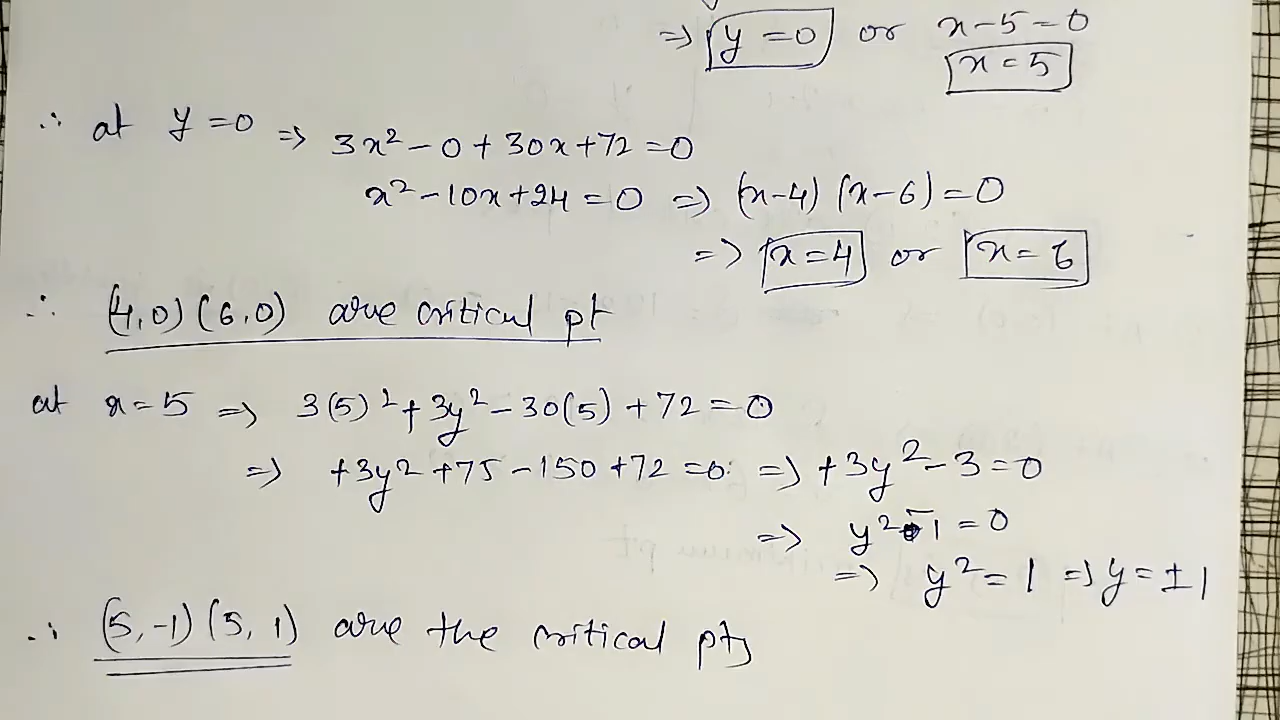 ⇒ y = 0 or x - 5 = 0
x = 5
∴ at y = 0 ⇒ 3x² - 0 + 30x + 72 = 0
x² - 10x + 24 = 0 ⇒ (x-4) (x-6) = 0
⇒ x = 4 or x = 6
∴ (4,0) (6,0) are critical pt
at x = 5 ⇒ 3(5)² + 3y² - 30(5) + 72 = 0
⇒ +3y² + 75 - 150 + 72 = 0 ⇒ +3y² - 3 = 0
⇒ y² - 1 = 0
⇒ y² = 1 ⇒ y = ±1
∴ (5,-1) (5, 1) are the critical pts